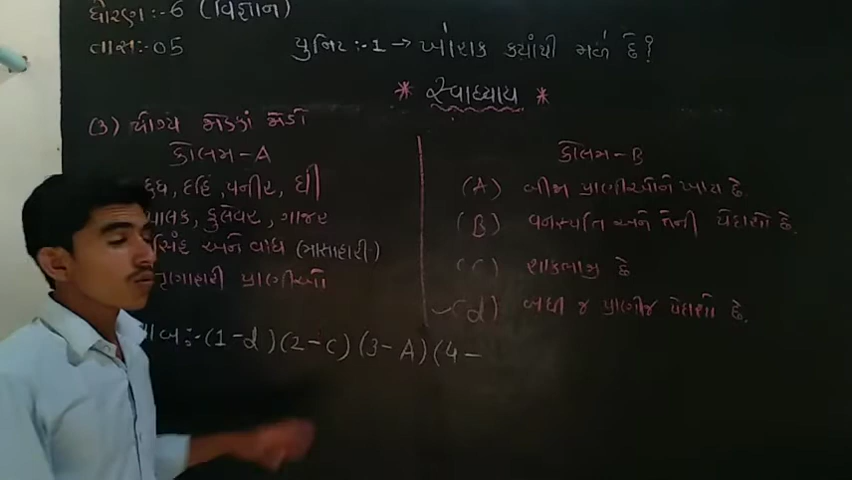 ધોરણ:-6 (વિજ્ઞાન)
તાસ:-05
યુનિટ:-1 → ખોરાક ક્યાંથી મળે છે?
* સ્વાધ્યાય *
(3) યોગ્ય જોડકાં જોડો
કોલમ-A
દુધ, દહિં, પનીર, ઘી
પાલક, ફુલેવર, ગાજર
સિંહ અને વાઘ (માંસાહારી)
પ્રાણીઓ
કોલમ-B
(A) બીજા પ્રાણીઓને ખાય છે.
(B) વનસ્પતિ અને તેની પેદાશો છે.
(C) શાકભાજી છે
(d) બધી જ પ્રાણીજ પેદાશો છે.
(1-d) (2-C) (3-A) (4-